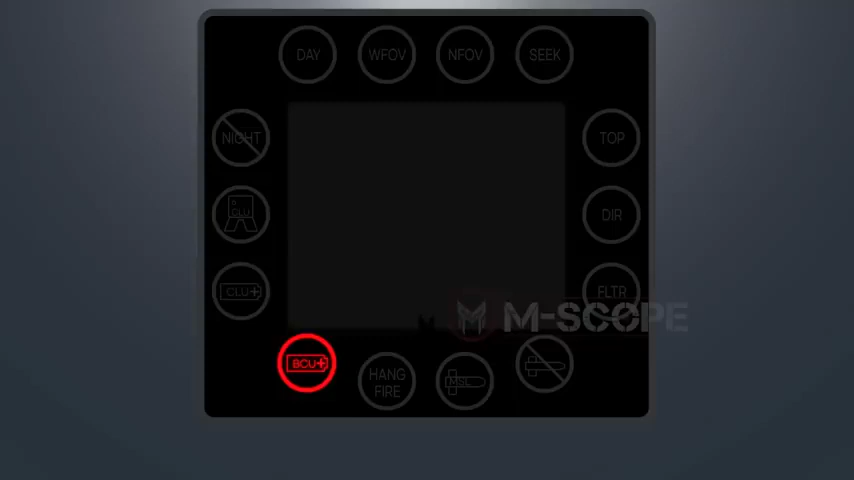 DAY
WFOV
NFOV
SEEK
NIGHT
TOP
CLU
DIR
CLU+
FLTR
M-SCOPE
BCU+
HANG
FIRE
MSL